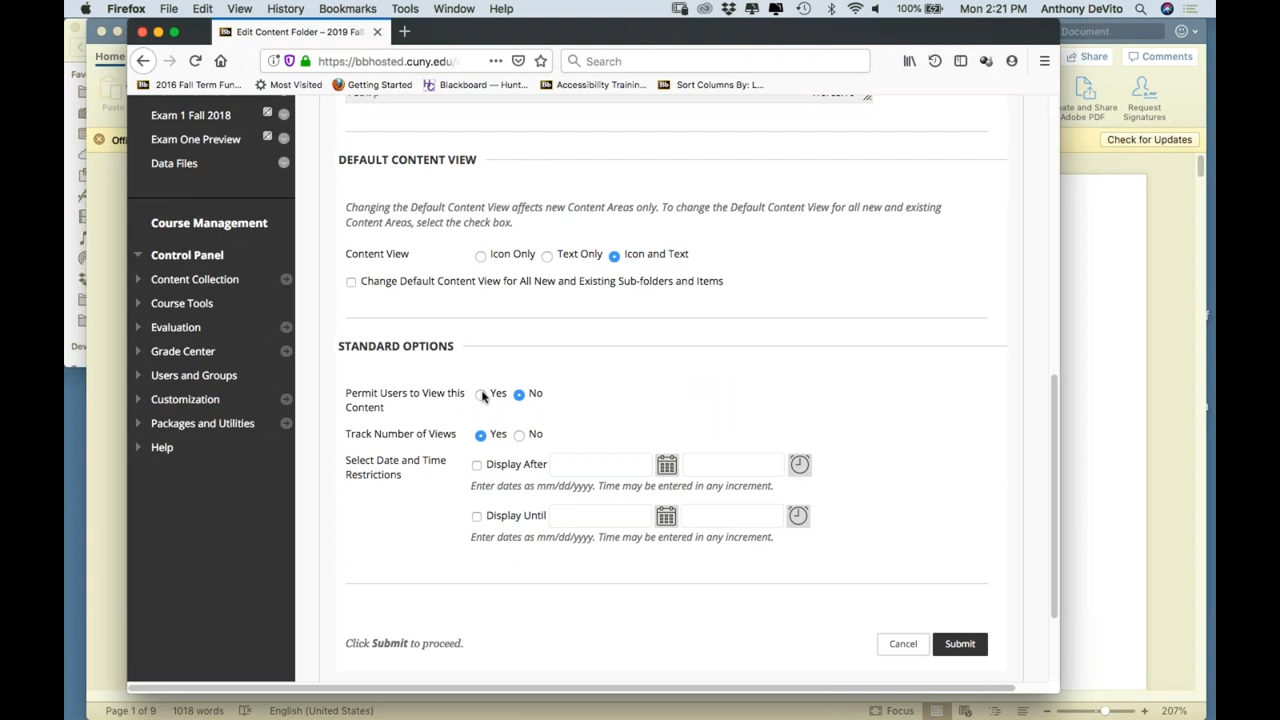 Firefox File Edit View History Bookmarks Tools Window Help 100% Mon 2:21 PM Anthony DeVito
Edit Content Folder – 2019 Fall
Document
Home
Share Comments
https://bbhosted.cuny.edu/
Search
2016 Fall Term Fun... Most Visited Getting Started Blackboard — Hunt... Accessibility Training... Sort Columns By: L...
Paste
Request
Adobe PDF Signatures
Check for Updates
Exam 1 Fall 2018
Exam One Preview
Data Files
Course Management
Control Panel
Content Collection
Course Tools
Evaluation
Grade Center
Users and Groups
Customization
Packages and Utilities
Help
DEFAULT CONTENT VIEW
Changing the Default Content View affects new Content Areas only. To change the Default Content View for all new and existing
Content Areas, select the check box.
Content View Icon Only Text Only Icon and Text
Change Default Content View for All New and Existing Sub-folders and Items
STANDARD OPTIONS
Permit Users to View this Content Yes No
Track Number of Views Yes No
Select Date and Time Restrictions Display After
Enter dates as mm/dd/yyyy. Time may be entered in any increment.
Display Until
Enter dates as mm/dd/yyyy. Time may be entered in any increment.
Click Submit to proceed. Cancel Submit
Page 1 of 9 1018 words English (United States) Focus 207%